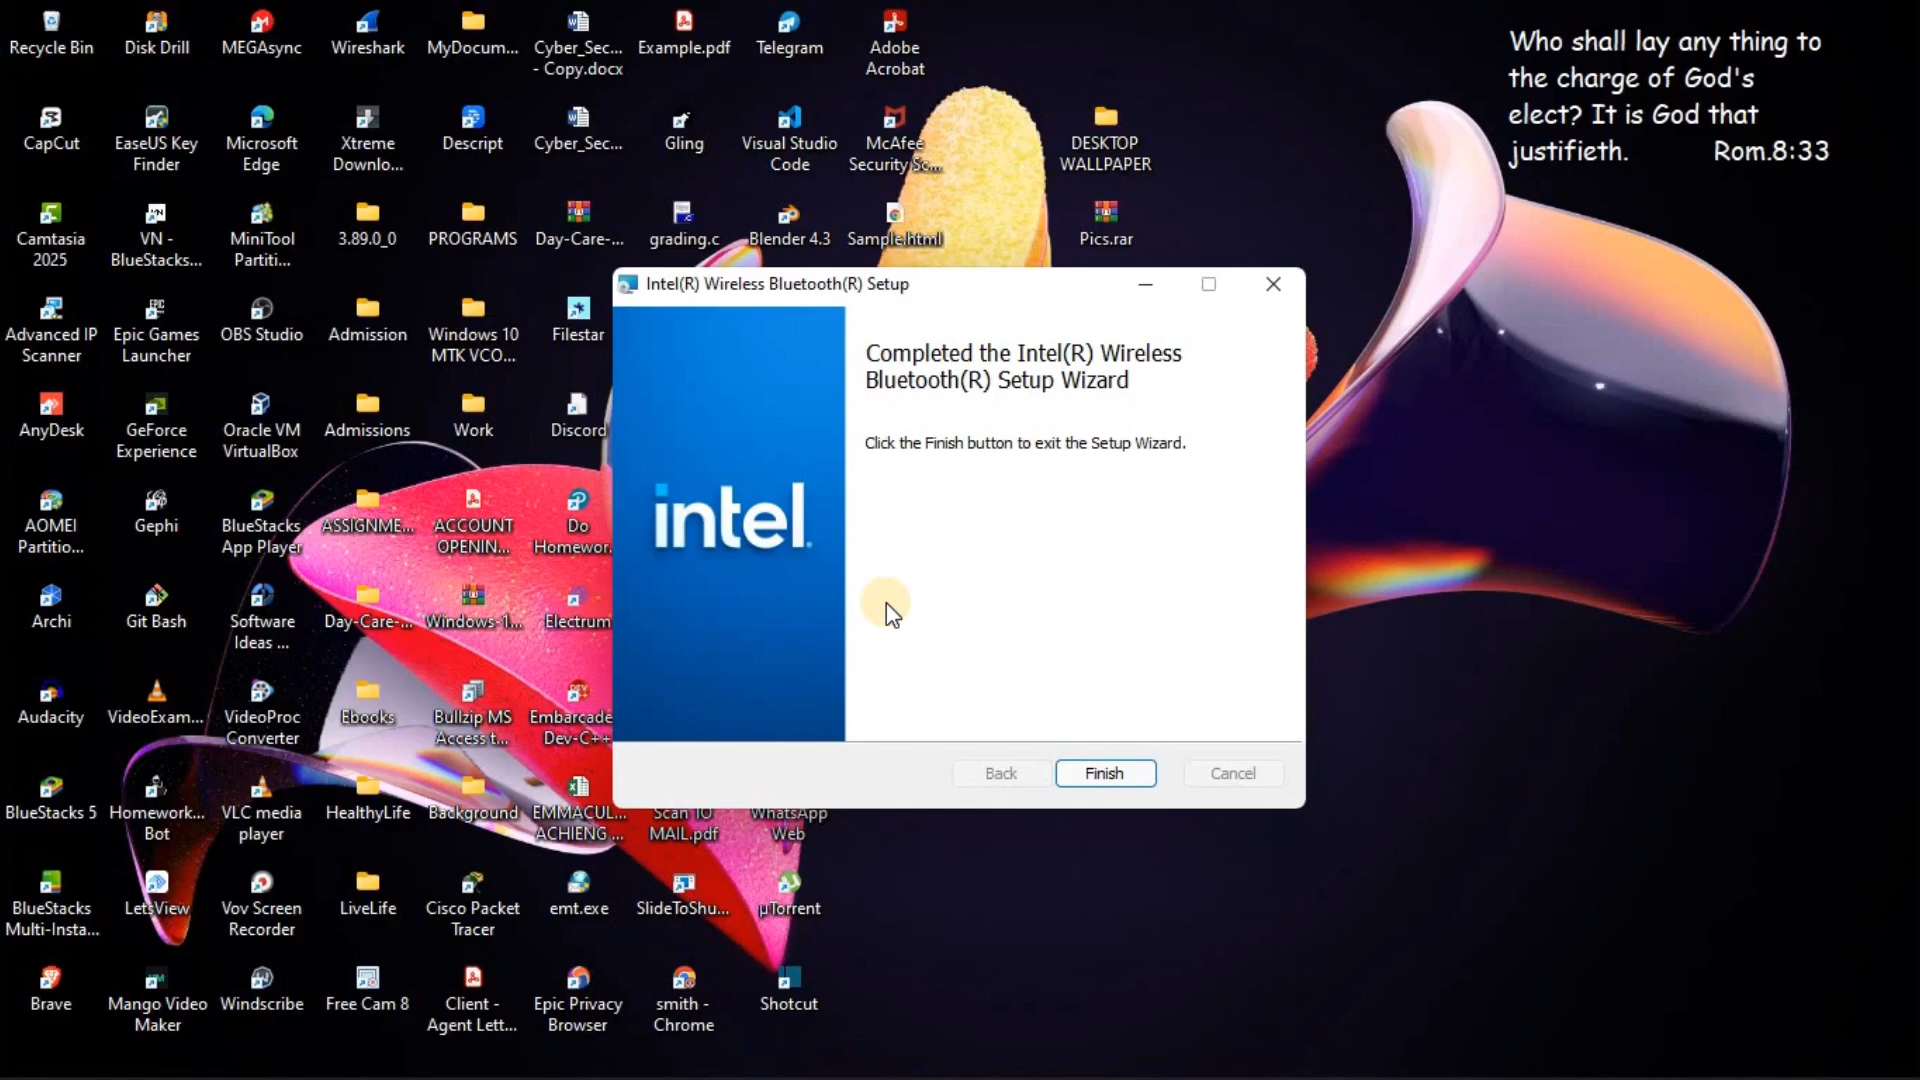 Recycle Bin
Disk Drill
MEGAsync
Wireshark
MyDocum...
Cyber_Sec...
- Copy.docx
Example.pdf
Telegram
Adobe
Acrobat
Who shall lay any thing to
the charge of God's
elect? It is God that
justifieth. Rom.8:33
CapCut
EaseUS Key
Finder
Microsoft
Edge
Xtreme
Downlo...
Descript
Cyber_Sec...
Gling
Visual Studio
Code
McAfee
Security Sc...
DESKTOP
WALLPAPER
Camtasia
2025
VN -
BlueStacks...
MiniTool
Partiti...
3.89.0_0
PROGRAMS
Day-Care-...
grading.c
Blender 4.3
Sample.html
Pics.rar
Advanced IP
Scanner
Epic Games
Launcher
OBS Studio
Admission
Windows 10
MTK VCO...
Filestar
AnyDesk
GeForce
Experience
Oracle VM
VirtualBox
Admissions
Work
Discord
AOMEI
Partitio...
Gephi
BlueStacks
App Player
ASSIGNME...
ACCOUNT
OPENIN...
Do
Homewor.
Archi
Git Bash
Software
Ideas ...
Day-Care-...
Windows-1...
Electrum
Audacity
VideoExam...
VideoProc
Converter
Ebooks
Bullzip MS
Access t...
Embarcade
Dev-C++
BlueStacks 5
Homework...
Bot
VLC media
player
HealthyLife
Background
EMMACUL...
ACHIENG ...
Scan TO
MAIL.pdf
WhatsApp
Web
BlueStacks
Multi-Insta...
LetsView
Vov Screen
Recorder
LiveLife
Cisco Packet
Tracer
emt.exe
SlideToShu...
µTorrent
Brave
Mango Video
Maker
Windscribe
Free Cam 8
Client -
Agent Lett...
Epic Privacy
Browser
smith -
Chrome
Shotcut
Intel(R) Wireless Bluetooth(R) Setup
intel.
Completed the Intel(R) Wireless
Bluetooth(R) Setup Wizard
Click the Finish button to exit the Setup Wizard.
Back
Finish
Cancel